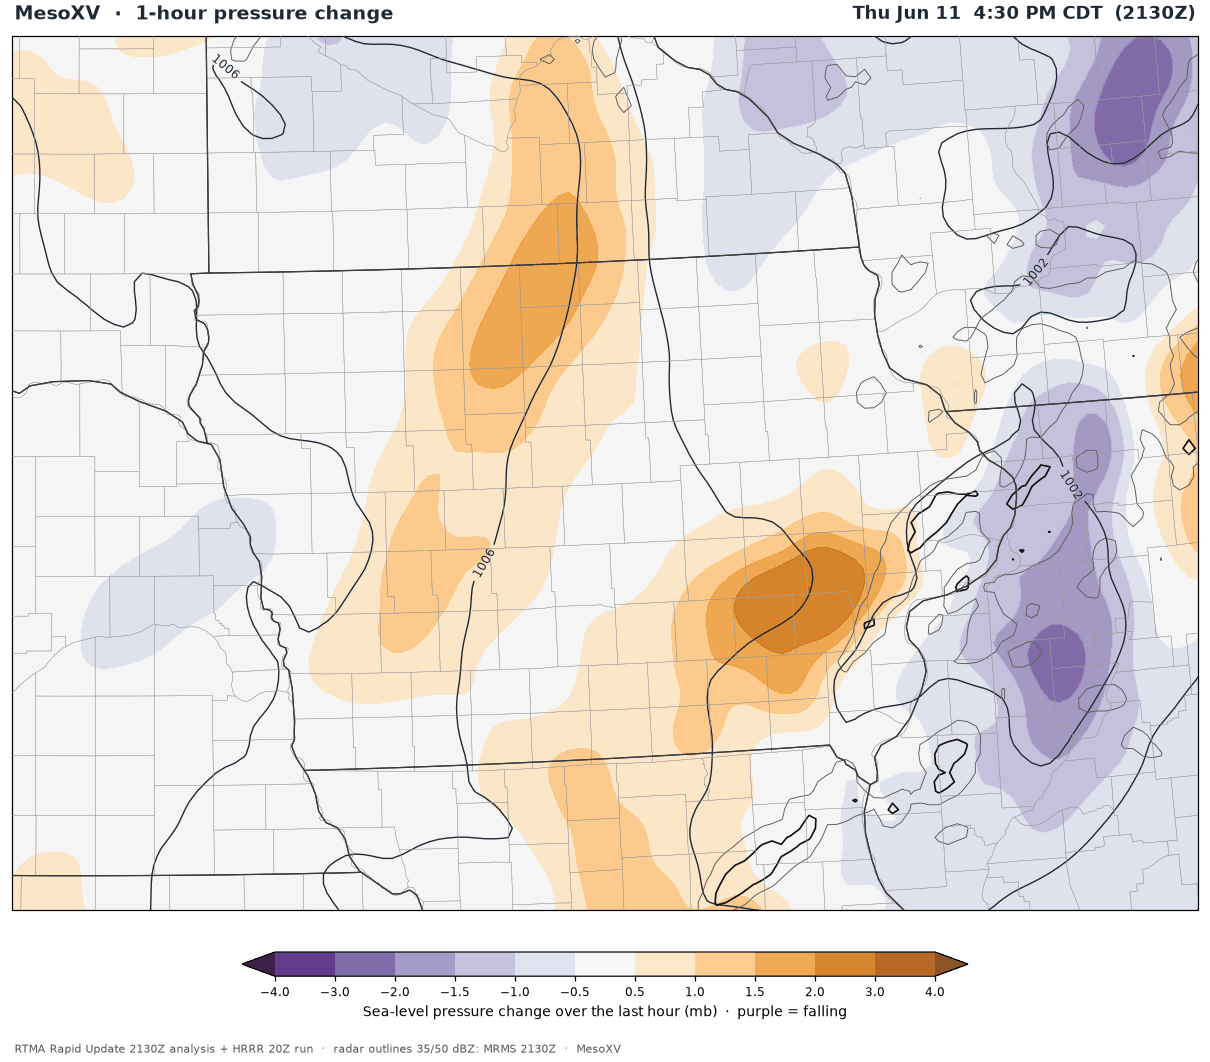 MesoXV · 1-hour pressure change
Thu Jun 11 4:30 PM CDT (2130Z)
1006
1002
1002
1006
−4.0 −3.0 −2.0 −1.5 −1.0 −0.5 0.5 1.0 1.5 2.0 3.0 4.0
Sea-level pressure change over the last hour (mb) · purple = falling
RTMA Rapid Update 2130Z analysis + HRRR 20Z run · radar outlines 35/50 dBZ: MRMS 2130Z · MesoXV